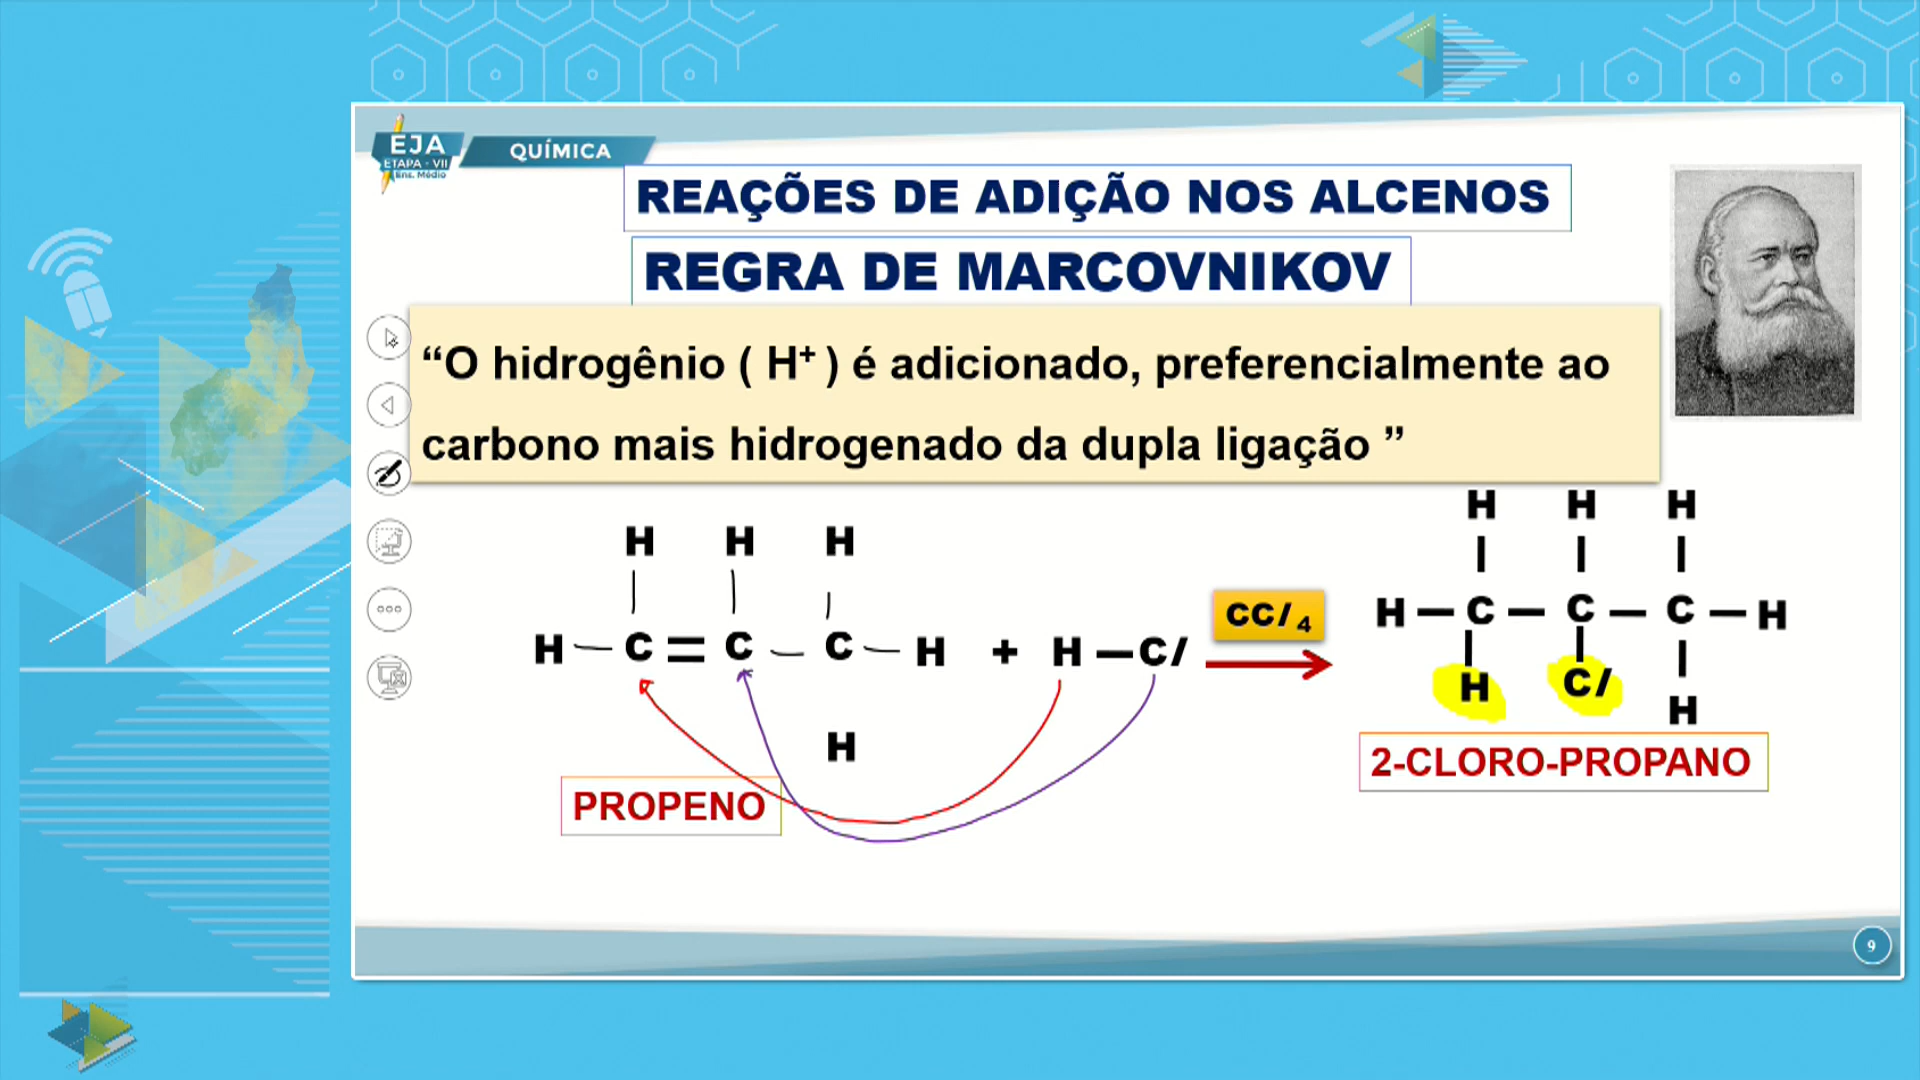 EJA
ETAPA - VII
Ens. Médio
QUÍMICA
REAÇÕES DE ADIÇÃO NOS ALCENOS
REGRA DE MARCOVNIKOV
“O hidrogênio ( H⁺ ) é adicionado, preferencialmente ao
carbono mais hidrogenado da dupla ligação ”
H H H
H — C = C — C — H + H — Cl
H
CCl₄
H H H
H — C — C — C — H
H Cl H
PROPENO
2-CLORO-PROPANO
9